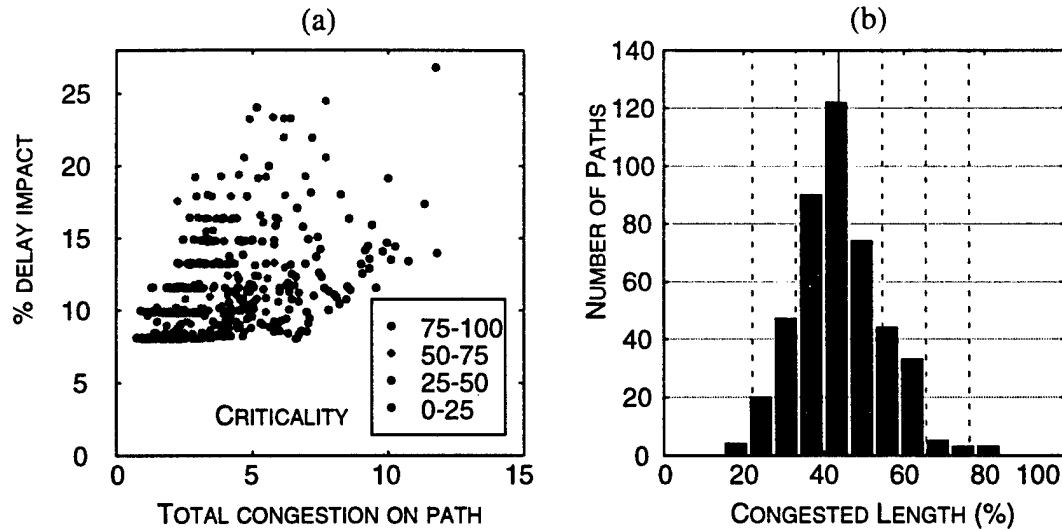 (a)
% DELAY IMPACT
25
20
15
10
5
0
0 5 10 15
TOTAL CONGESTION ON PATH
CRITICALITY
75-100
50-75
25-50
0-25
(b)
NUMBER OF PATHS
140
120
100
80
60
40
20
0
20 40 60 80 100
CONGESTED LENGTH (%)